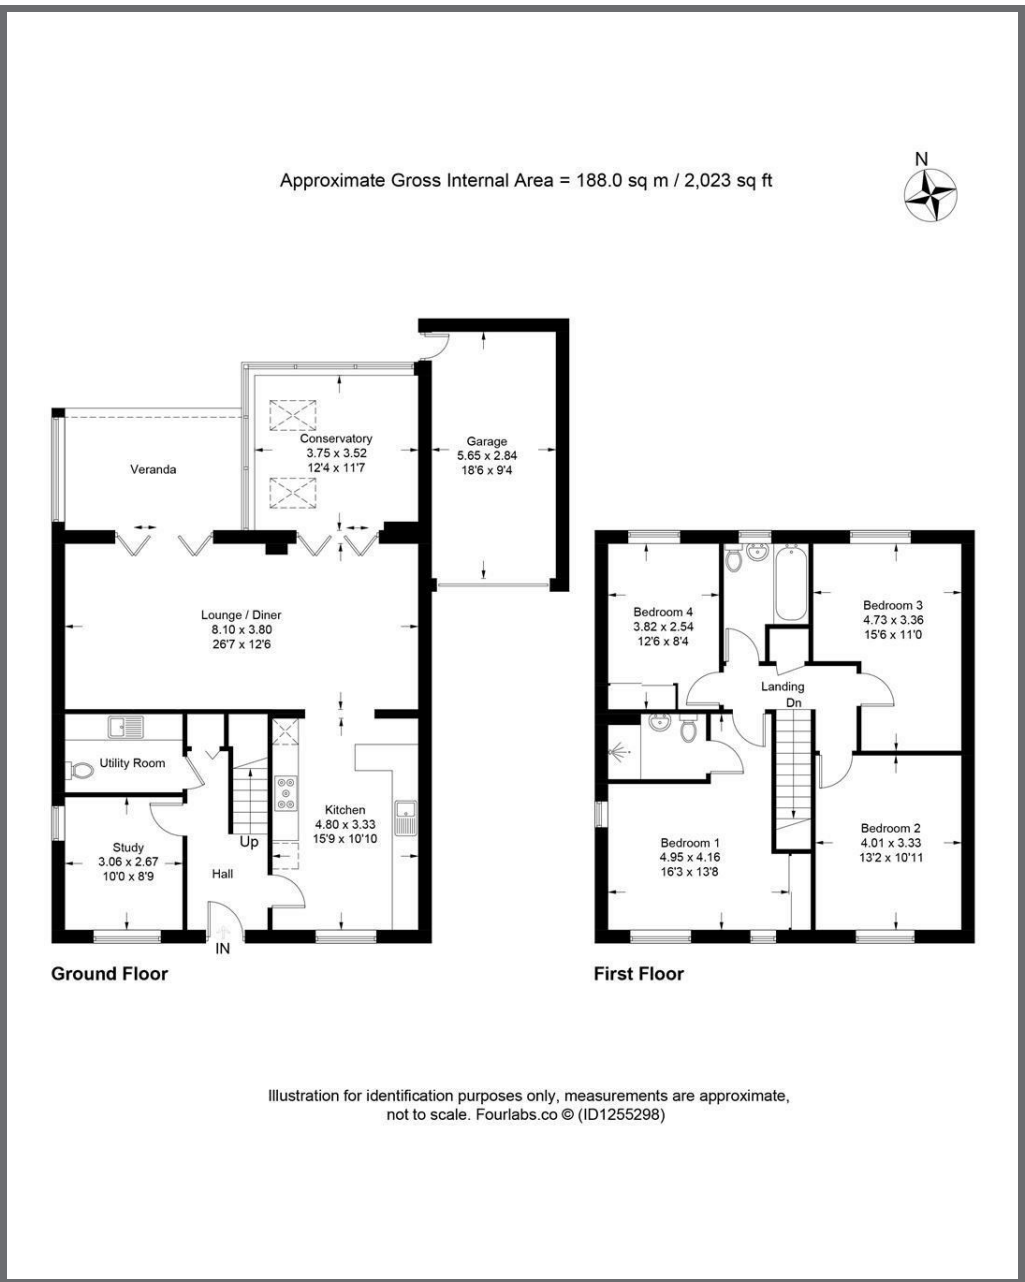 Approximate Gross Internal Area = 188.0 sq m / 2,023 sq ft
N
Conservatory
3.75 x 3.52
12'4 x 11'7
Garage
5.65 x 2.84
18'6 x 9'4
Veranda
Lounge / Diner
8.10 x 3.80
26'7 x 12'6
Utility Room
Kitchen
4.80 x 3.33
15'9 x 10'10
Study
3.06 x 2.67
10'0 x 8'9
Up
Hall
IN
Ground Floor
Bedroom 4
3.82 x 2.54
12'6 x 8'4
Bedroom 3
4.73 x 3.36
15'6 x 11'0
Landing
Dn
Bedroom 1
4.95 x 4.16
16'3 x 13'8
Bedroom 2
4.01 x 3.33
13'2 x 10'11
First Floor
Illustration for identification purposes only, measurements are approximate,
not to scale. Fourlabs.co © (ID1255298)